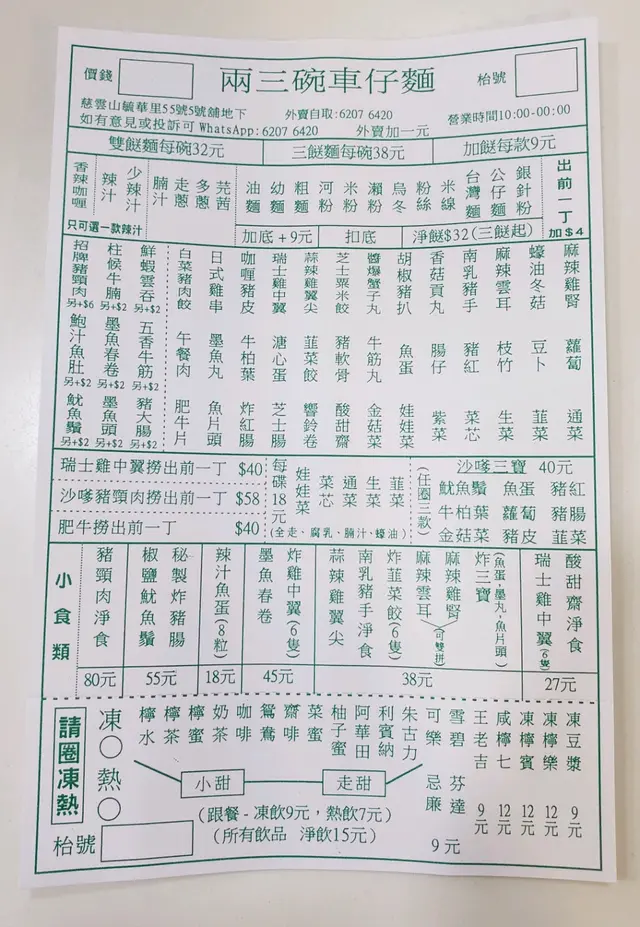 價錢
兩三碗車仔麵
枱號
慈雲山毓華里55號5號舖地下
外賣自取:6207 6420
營業時間10:00-00:00
如有意見或投訴可 WhatsApp:6207 6420
外賣加一元
雙餸麵每碗32元
三餸麵每碗38元
加餸每款9元
香辣咖喱
辣汁
少辣汁
只可選一款辣汁
腩汁
走蔥
多蔥
芫茜
油麵
幼麵
粗麵
河粉
米粉
瀨粉
烏冬
粉絲
米線
台灣麵
公仔麵
銀針粉
出前一丁
加$4
加底+9元
扣底
淨餸$32(三餸起)
招牌豬頸肉 另+$6
柱候牛腩 另+$2
鮮蝦雲吞 另+$2
白菜豬肉餃
日式雞串
咖喱豬皮
瑞士雞中翼
蒜辣雞翼尖
芝士粟米餃
醬爆蟹子丸
胡椒豬扒
香菇貢丸
南乳豬手
麻辣雲耳
蠔油冬菇
麻辣雞腎
鮑汁魚肚 另+$2
墨魚春卷 另+$2
五香牛筋 另+$2
午餐肉
墨魚丸
牛柏葉
溏心蛋
韮菜餃
豬軟骨
牛筋丸
魚蛋
腸仔
豬紅
枝竹
豆卜
蘿蔔
魷魚鬚 另+$2
墨魚頭 另+$2
豬大腸 另+$2
肥牛片
魚片頭
炸紅腸
芝士腸
響鈴卷
酸甜齋
金菇菜
娃娃菜
紫菜
菜芯
生菜
韮菜
通菜
瑞士雞中翼撈出前一丁 $40
沙嗲豬頸肉撈出前一丁 $58
肥牛撈出前一丁 $40
每碟18元
娃娃菜
菜芯
通菜
生菜
韮菜
(全走、腐乳、腩汁、蠔油)
(任圈三款)
沙嗲三寶 40元
魷魚鬚 魚蛋 豬紅
牛柏葉 蘿蔔 豬腸
金菇菜 豬皮 韮菜
小食類
豬頸肉淨食
80元
椒鹽魷魚鬚
秘製炸豬腸
55元
辣汁魚蛋(8粒)
18元
墨魚春卷
炸雞中翼(6隻)
45元
蒜辣雞翼尖
南乳豬手淨食
炸韮菜餃(6隻)
麻辣雲耳
麻辣雞腎
可雙拼
炸三寶
(魚蛋,墨丸,魚片頭)
38元
瑞士雞中翼(6隻)
酸甜齋淨食
27元
請圈凍熱
凍
熱
枱號
檸水
檸茶
檸蜜
奶茶
咖啡
鴛鴦
齋啡
菜蜜
柚子蜜
阿華田
利賓納
朱古力
小甜
走甜
(跟餐 - 凍飲9元,熱飲7元)
(所有飲品 淨飲15元)
可樂
雪碧
忌廉
芬達
9元
王老吉 9元
咸檸七 12元
凍檸賓 12元
凍檸樂 12元
凍豆漿 9元